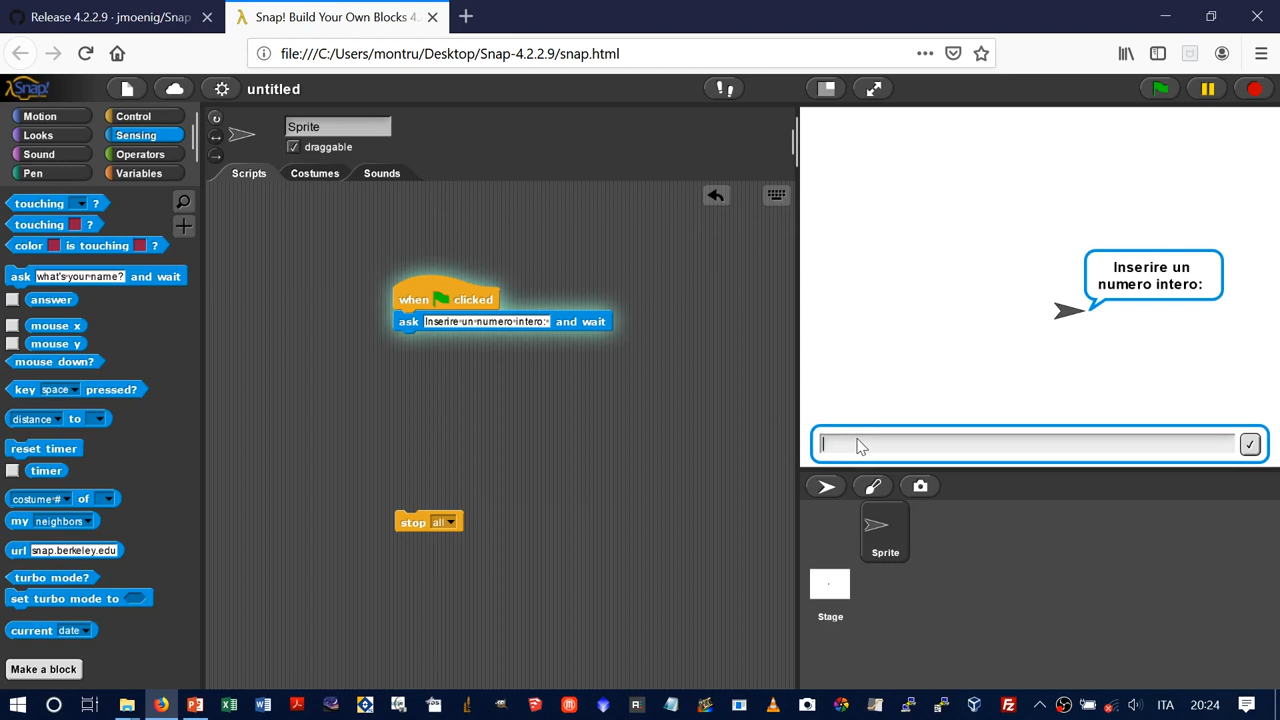 Release 4.2.2.9 · jmoenig/Snap
Snap! Build Your Own Blocks 4.
file:///C:/Users/montru/Desktop/Snap-4.2.2.9/snap.html
Snap!
untitled
Motion
Control
Looks
Sensing
Sound
Operators
Pen
Variables
Sprite
draggable
Scripts
Costumes
Sounds
touching ?
touching ?
color is touching ?
ask what's·your·name? and wait
answer
mouse x
mouse y
mouse down?
key space pressed?
distance to
reset timer
timer
costume·# of
my neighbors
url snap.berkeley.edu
turbo mode?
set turbo mode to
current date
Make a block
when clicked
ask Inserire·un·numero·intero:· and wait
stop all
Inserire un
numero intero:
Sprite
Stage
ITA
20:24